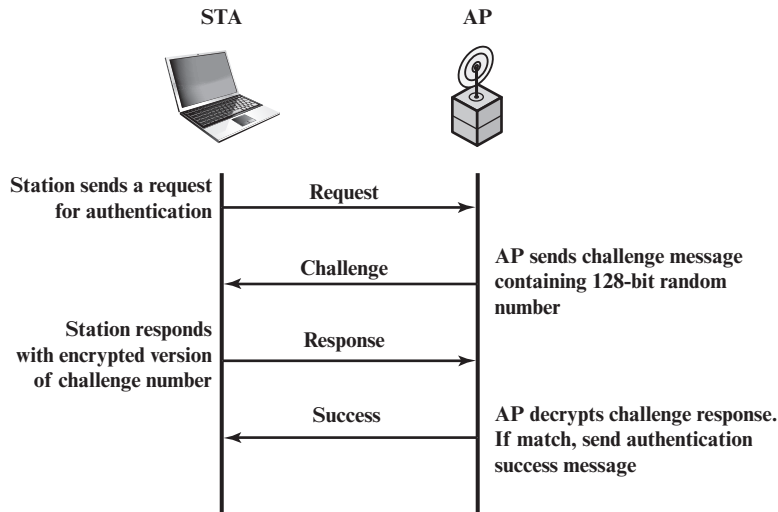 STA
AP
Station sends a request
for authentication
Request
Challenge
AP sends challenge message
containing 128-bit random
number
Station responds
with encrypted version
of challenge number
Response
Success
AP decrypts challenge response.
If match, send authentication
success message